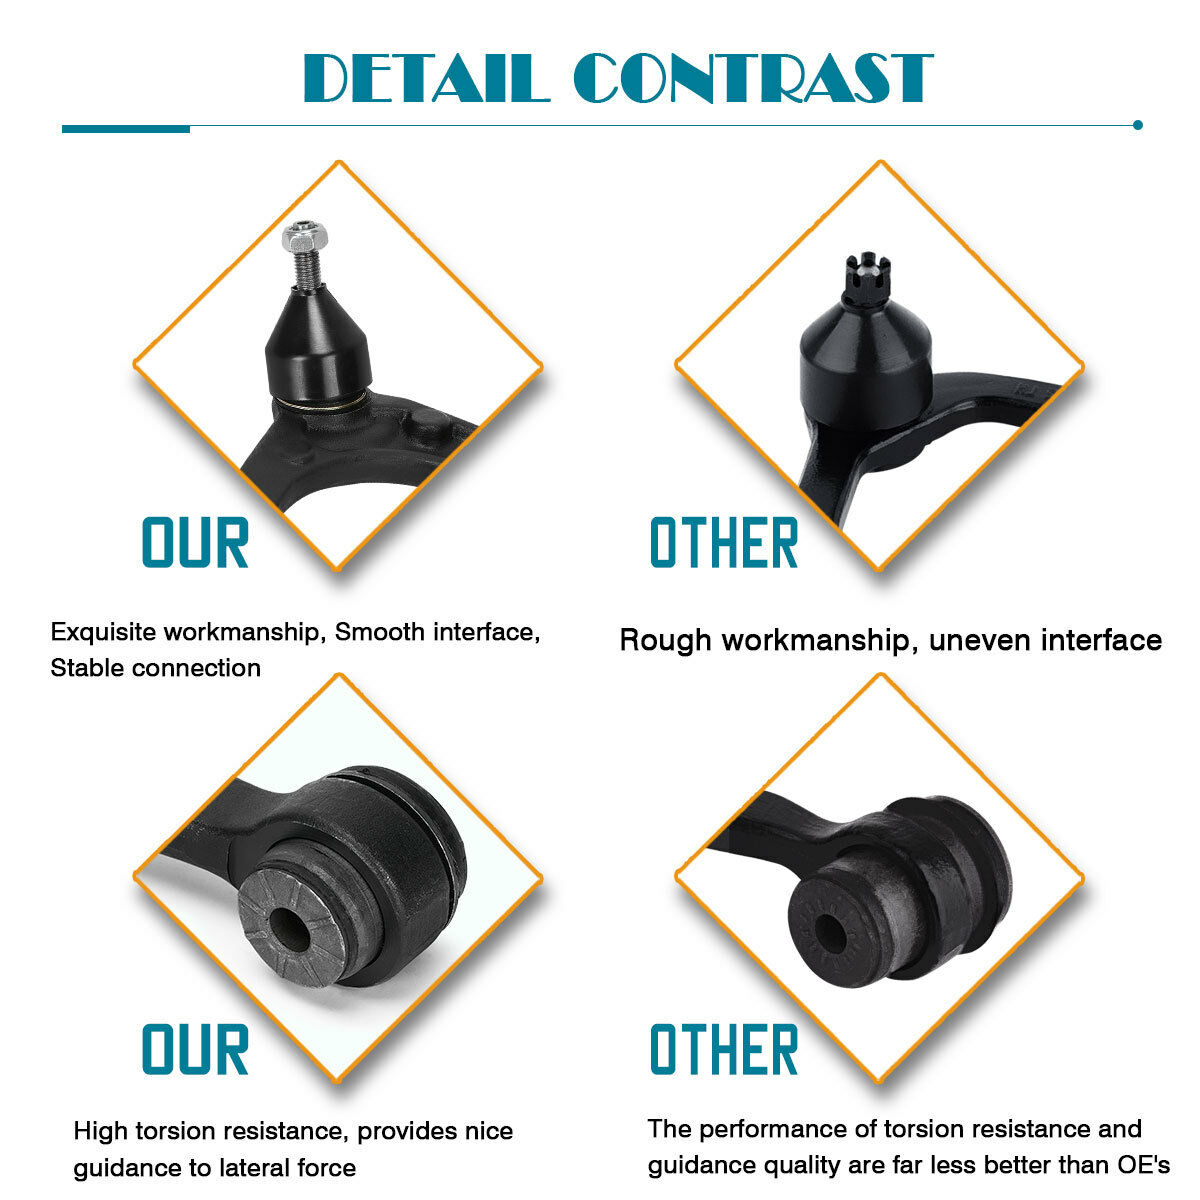 DETAIL CONTRAST
OUR
OTHER
Exquisite workmanship, Smooth interface,
Stable connection
Rough workmanship, uneven interface
OUR
OTHER
High torsion resistance, provides nice
guidance to lateral force
The performance of torsion resistance and
guidance quality are far less better than OE's